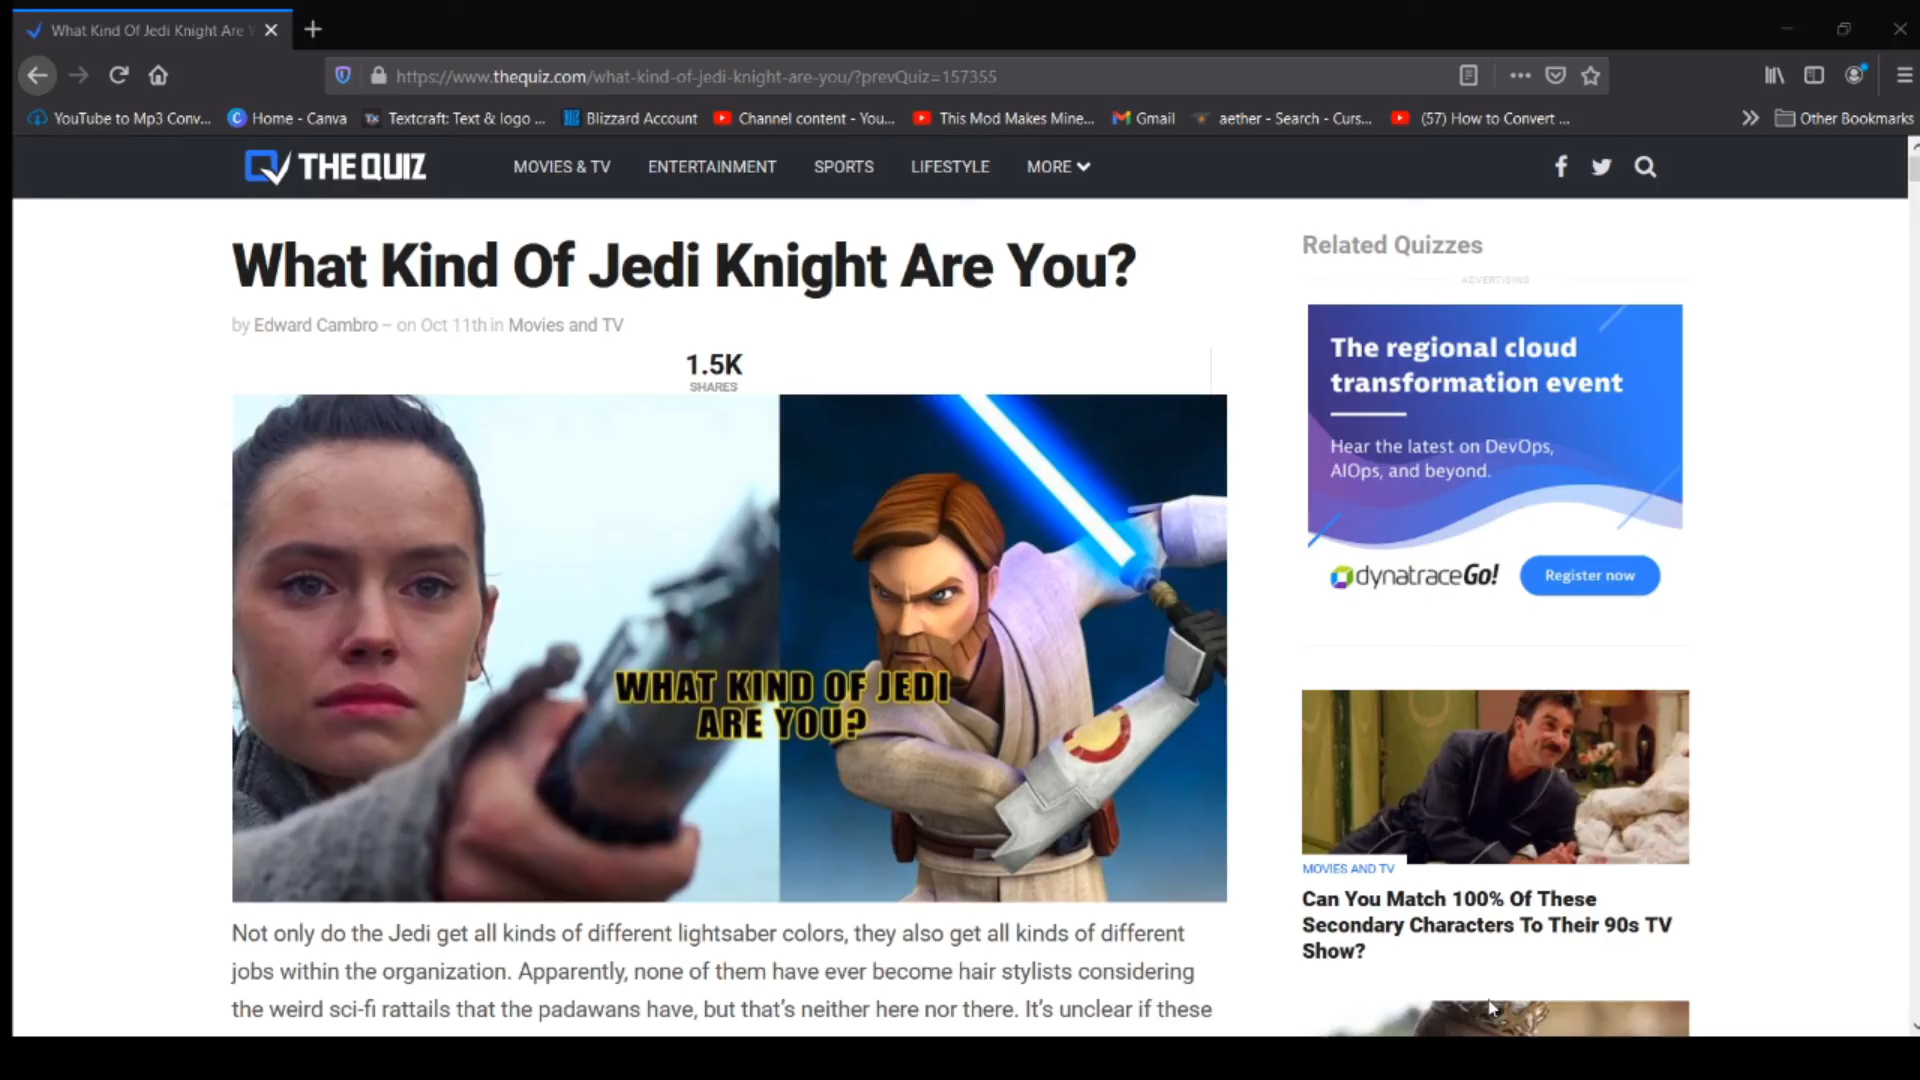 What Kind Of Jedi Knight Are Y
https://www.thequiz.com/what-kind-of-jedi-knight-are-you/?prevQuiz=157355
YouTube to Mp3 Conv...
Home - Canva
Textcraft: Text & logo ...
Blizzard Account
Channel content - You...
This Mod Makes Mine...
Gmail
aether - Search - Curs...
(57) How to Convert ...
Other Bookmarks
THE QUIZ
MOVIES & TV
ENTERTAINMENT
SPORTS
LIFESTYLE
MORE
What Kind Of Jedi Knight Are You?
by Edward Cambro – on Oct 11th in Movies and TV
1.5K
SHARES
WHAT KIND OF JEDI
ARE YOU?
Not only do the Jedi get all kinds of different lightsaber colors, they also get all kinds of different
jobs within the organization. Apparently, none of them have ever become hair stylists considering
the weird sci-fi rattails that the padawans have, but that's neither here nor there. It's unclear if these
Related Quizzes
ADVERTISING
The regional cloud
transformation event
Hear the latest on DevOps,
AIOps, and beyond.
dynatrace Go!
Register now
MOVIES AND TV
Can You Match 100% Of These
Secondary Characters To Their 90s TV
Show?